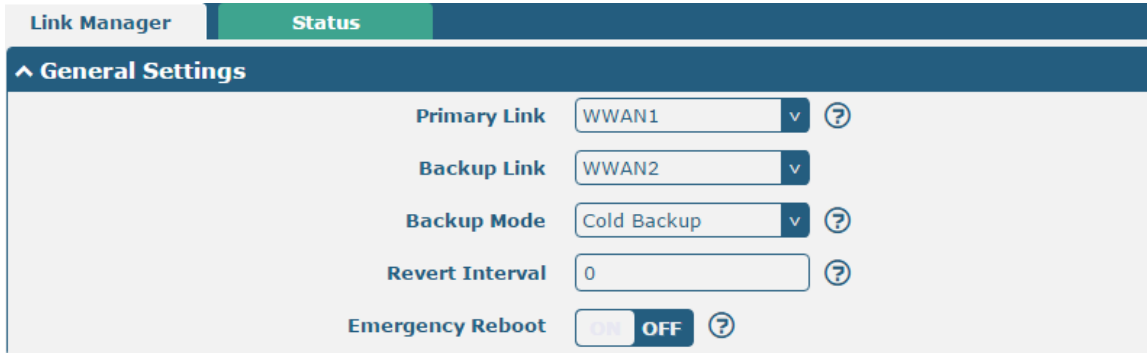 Link Manager Status
General Settings
Primary Link WWAN1 v ?
Backup Link WWAN2 v
Backup Mode Cold Backup v ?
Revert Interval 0 ?
Emergency Reboot ON OFF ?